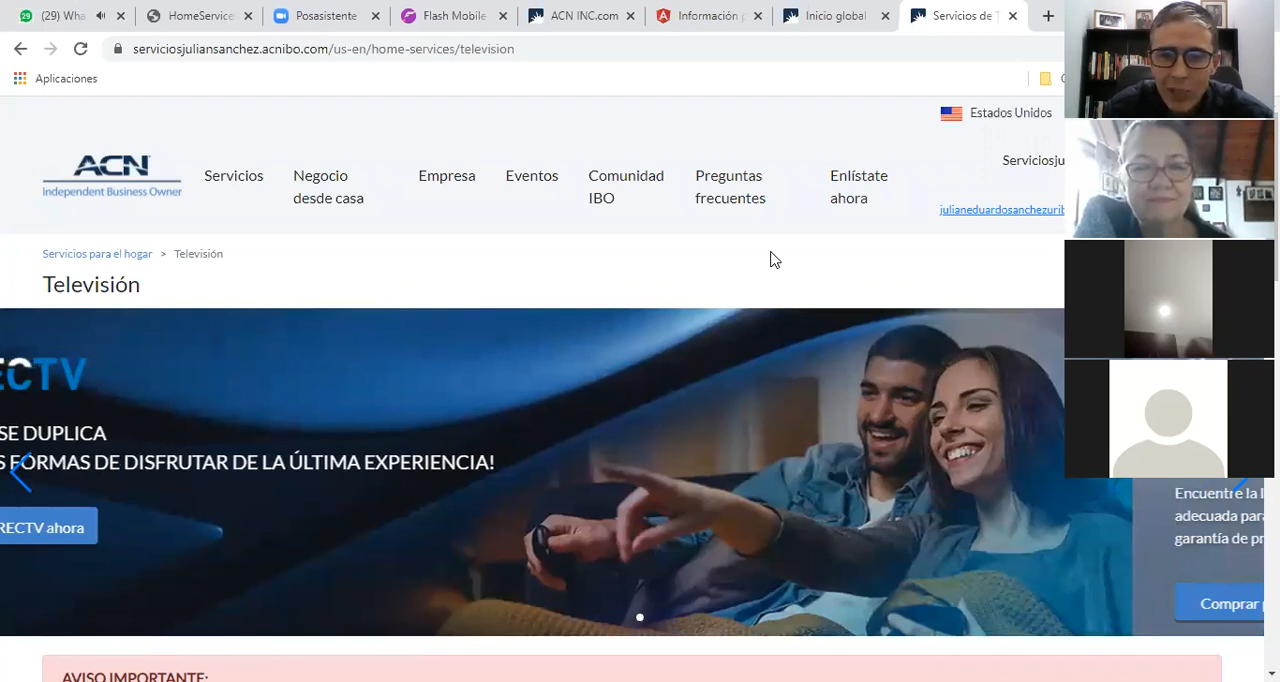 29 (29) Wha
HomeService
Posasistente
Flash Mobile
ACN INC.com
Información p
Inicio global
Servicios de T
serviciosjuliansanchez.acnibo.com/us-en/home-services/television
Aplicaciones
Estados Unidos
ACN
Independent Business Owner
Servicios
Negocio
desde casa
Empresa
Eventos
Comunidad
IBO
Preguntas
frecuentes
Enlístate
ahora
Serviciosju
julianeduardosanchezurib
Servicios para el hogar > Televisión
Televisión
ECTV
SE DUPLICA
S FORMAS DE DISFRUTAR DE LA ÚLTIMA EXPERIENCIA!
RECTV ahora
Encuentre la l
adecuada para
garantía de pr
Comprar
AVISO IMPORTANTE: